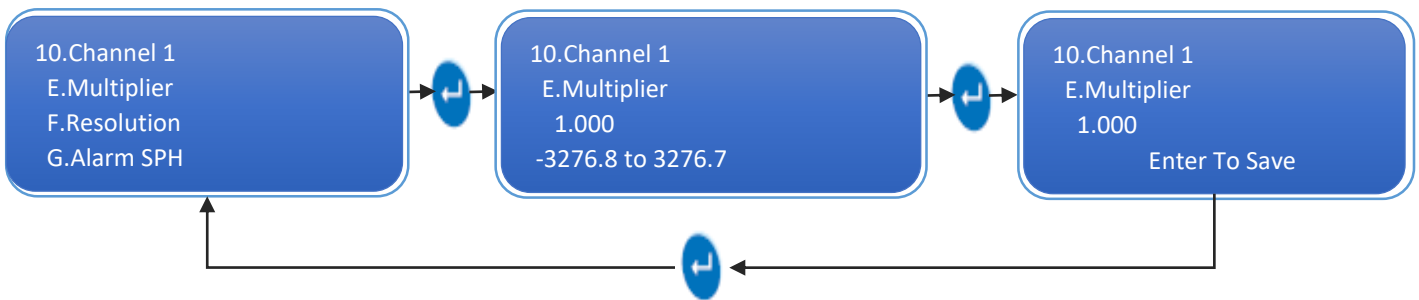 10.Channel 1
E.Multiplier
F.Resolution
G.Alarm SPH
10.Channel 1
E.Multiplier
1.000
-3276.8 to 3276.7
10.Channel 1
E.Multiplier
1.000
Enter To Save